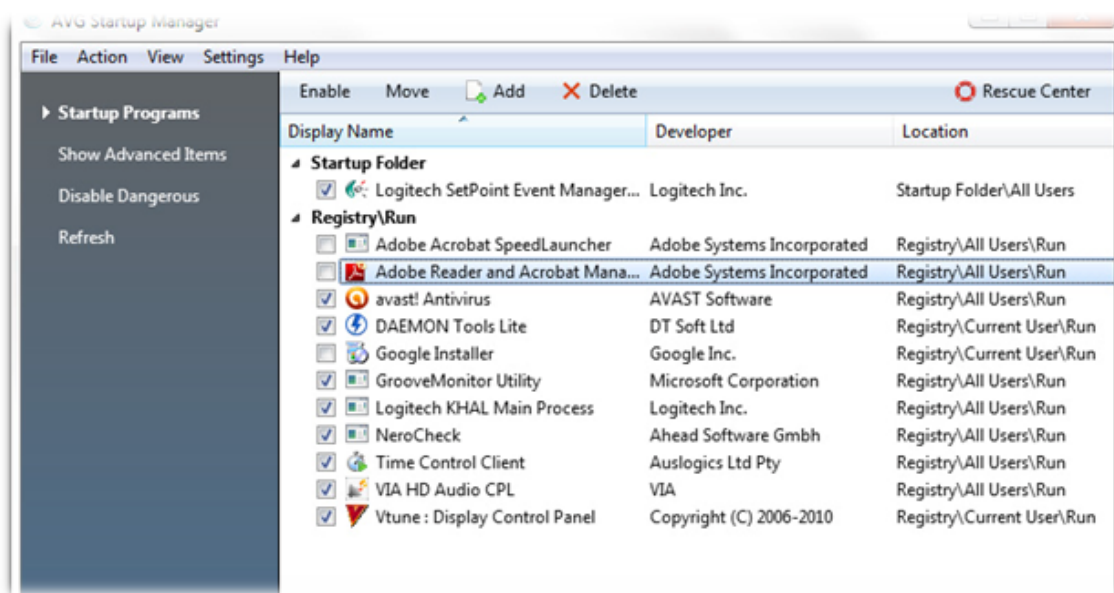 AVG Startup Manager
File Action View Settings Help
Enable Move Add Delete Rescue Center
Startup Programs
Show Advanced Items
Disable Dangerous
Refresh
Display Name Developer Location
Startup Folder
Logitech SetPoint Event Manager... Logitech Inc. Startup Folder\All Users
Registry\Run
Adobe Acrobat SpeedLauncher Adobe Systems Incorporated Registry\All Users\Run
Adobe Reader and Acrobat Mana... Adobe Systems Incorporated Registry\All Users\Run
avast! Antivirus AVAST Software Registry\All Users\Run
DAEMON Tools Lite DT Soft Ltd Registry\Current User\Run
Google Installer Google Inc. Registry\Current User\Run
GrooveMonitor Utility Microsoft Corporation Registry\All Users\Run
Logitech KHAL Main Process Logitech Inc. Registry\All Users\Run
NeroCheck Ahead Software Gmbh Registry\All Users\Run
Time Control Client Auslogics Ltd Pty Registry\All Users\Run
VIA HD Audio CPL VIA Registry\All Users\Run
Vtune : Display Control Panel Copyright (C) 2006-2010 Registry\Current User\Run